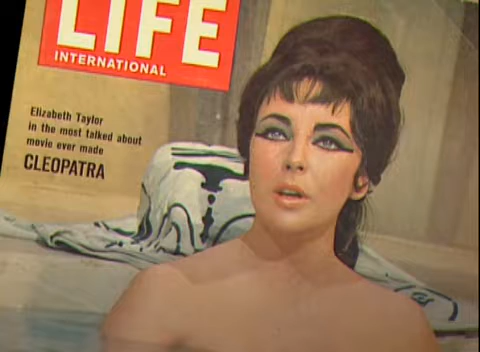 LIFE
INTERNATIONAL
Elizabeth Taylor
in the most talked about
movie ever made
CLEOPATRA